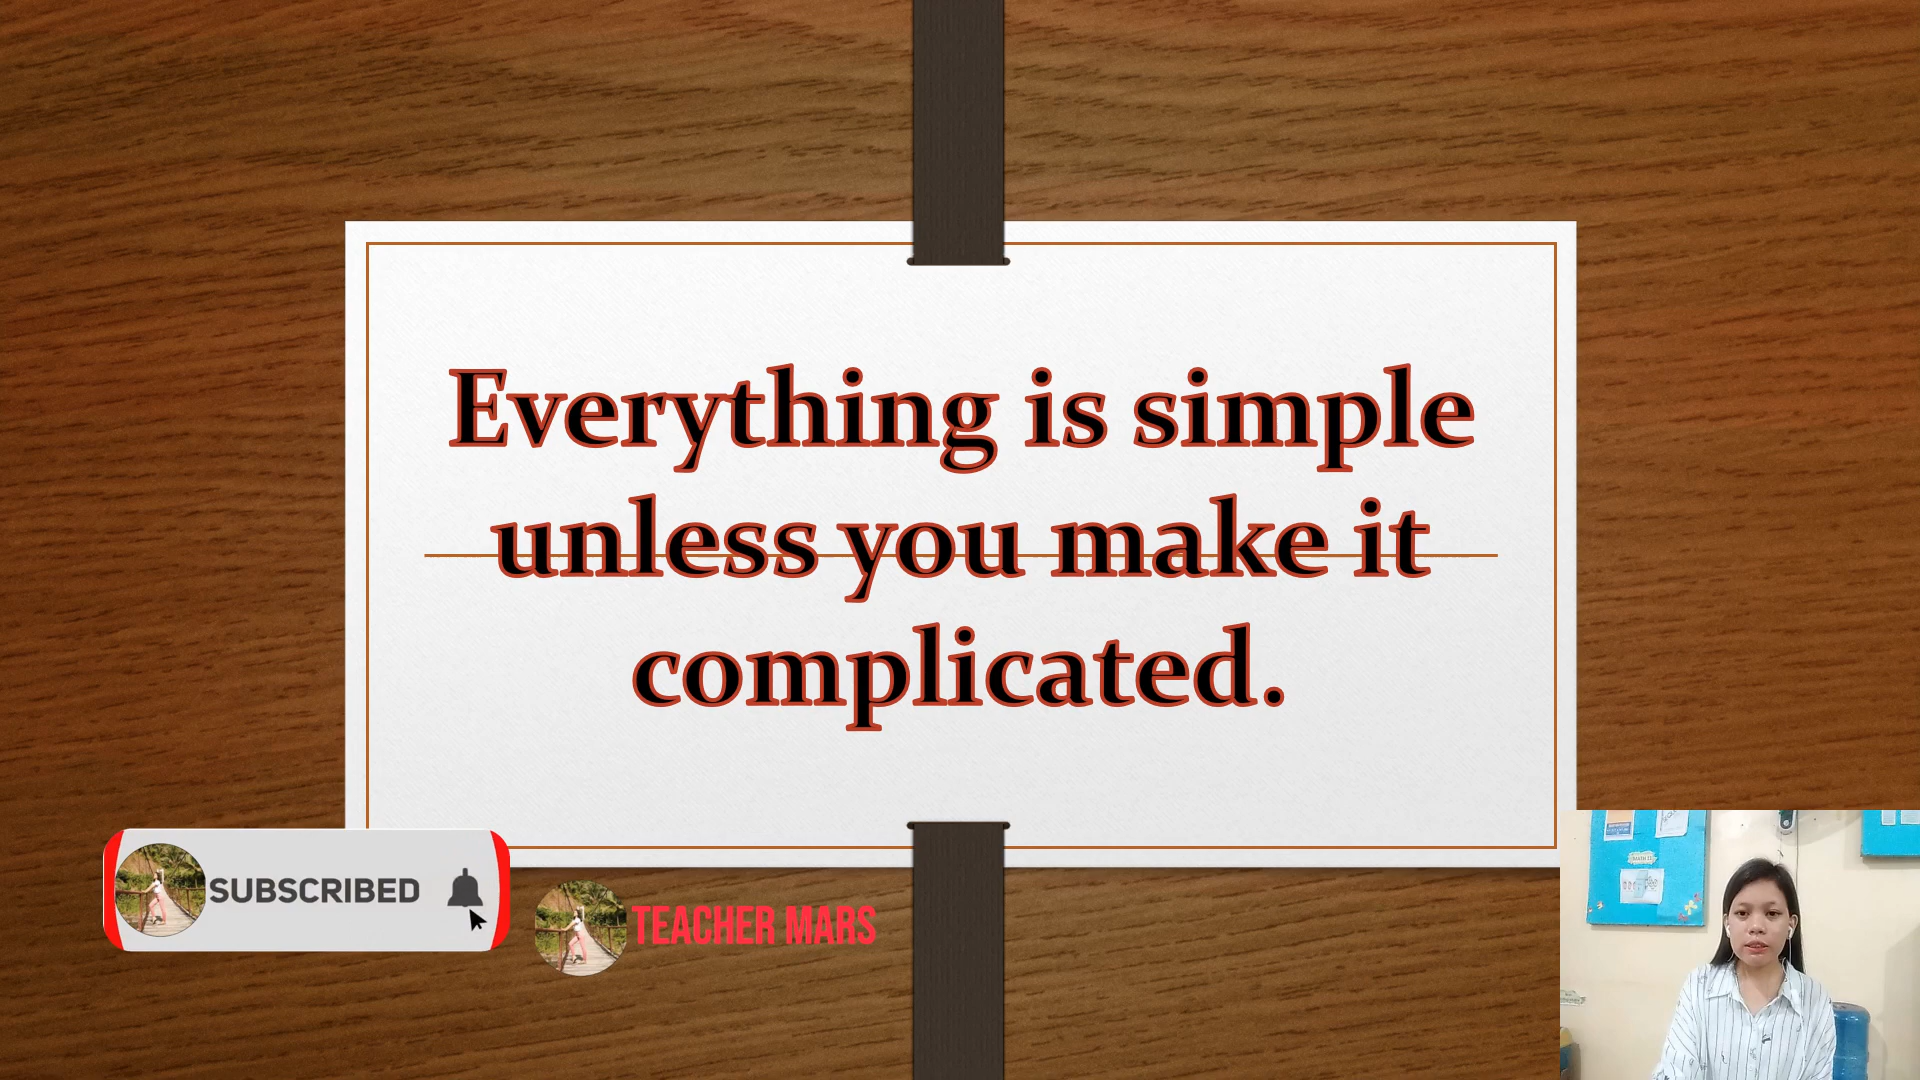 Everything is simple
unless you make it
complicated.
SUBSCRIBED
TEACHER MARS